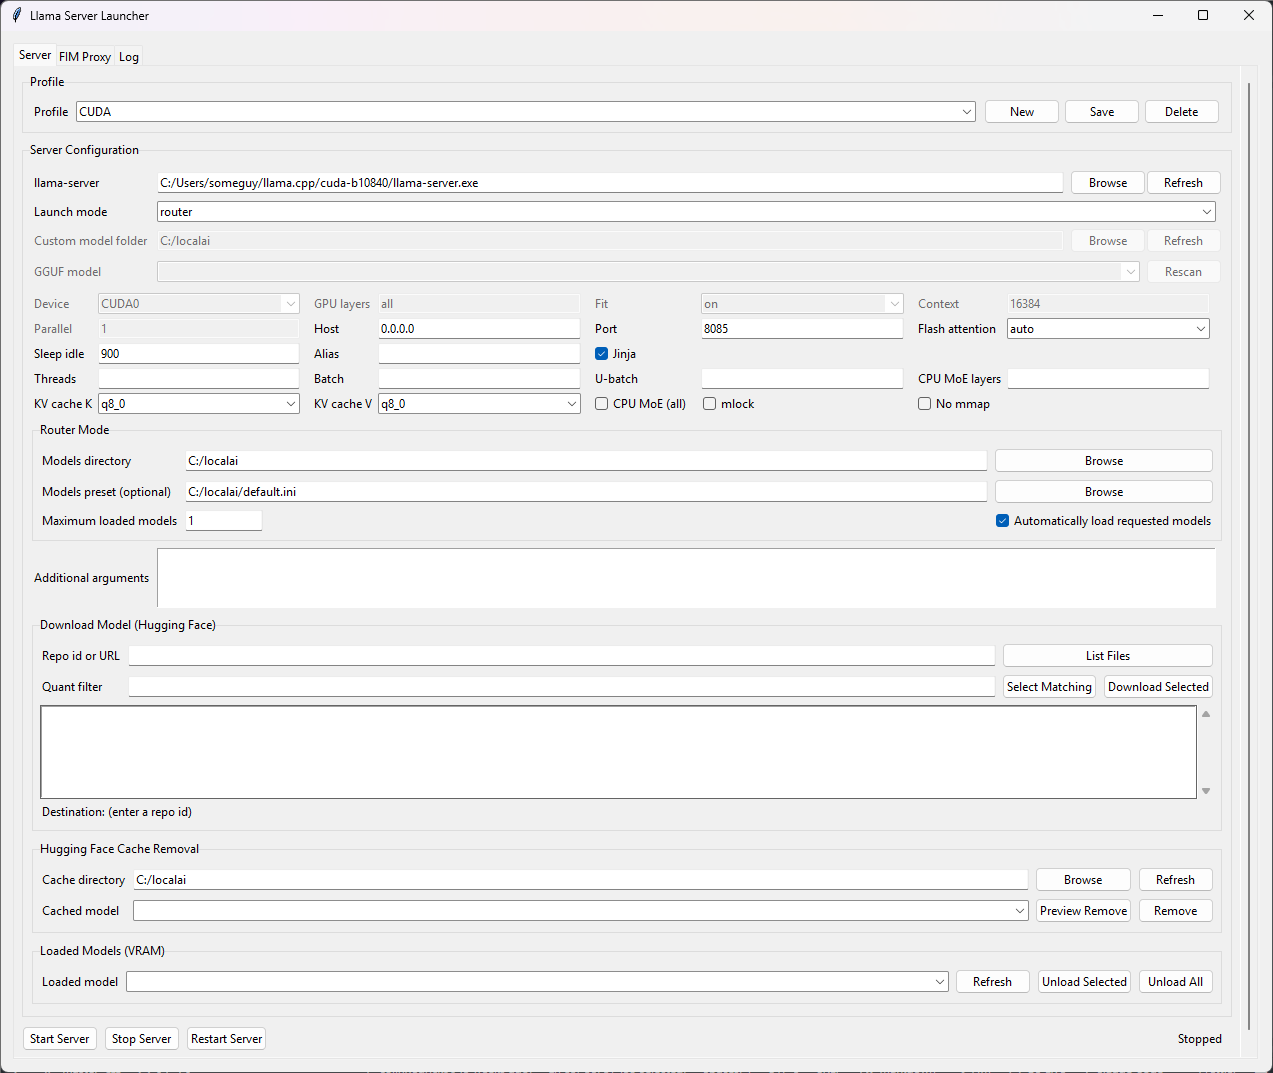 Llama Server Launcher
Server FIM Proxy Log
Profile
Profile CUDA New Save Delete
Server Configuration
llama-server C:/Users/someguy/llama.cpp/cuda-b10840/llama-server.exe Browse Refresh
Launch mode router
Custom model folder C:/localai Browse Refresh
GGUF model Rescan
Device CUDA0 GPU layers all Fit on Context 16384
Parallel 1 Host 0.0.0.0 Port 8085 Flash attention auto
Sleep idle 900 Alias Jinja
Threads Batch U-batch CPU MoE layers
KV cache K q8_0 KV cache V q8_0 CPU MoE (all) mlock No mmap
Router Mode
Models directory C:/localai Browse
Models preset (optional) C:/localai/default.ini Browse
Maximum loaded models 1 Automatically load requested models
Additional arguments
Download Model (Hugging Face)
Repo id or URL List Files
Quant filter Select Matching Download Selected
Destination: (enter a repo id)
Hugging Face Cache Removal
Cache directory C:/localai Browse Refresh
Cached model Preview Remove Remove
Loaded Models (VRAM)
Loaded model Refresh Unload Selected Unload All
Start Server Stop Server Restart Server Stopped